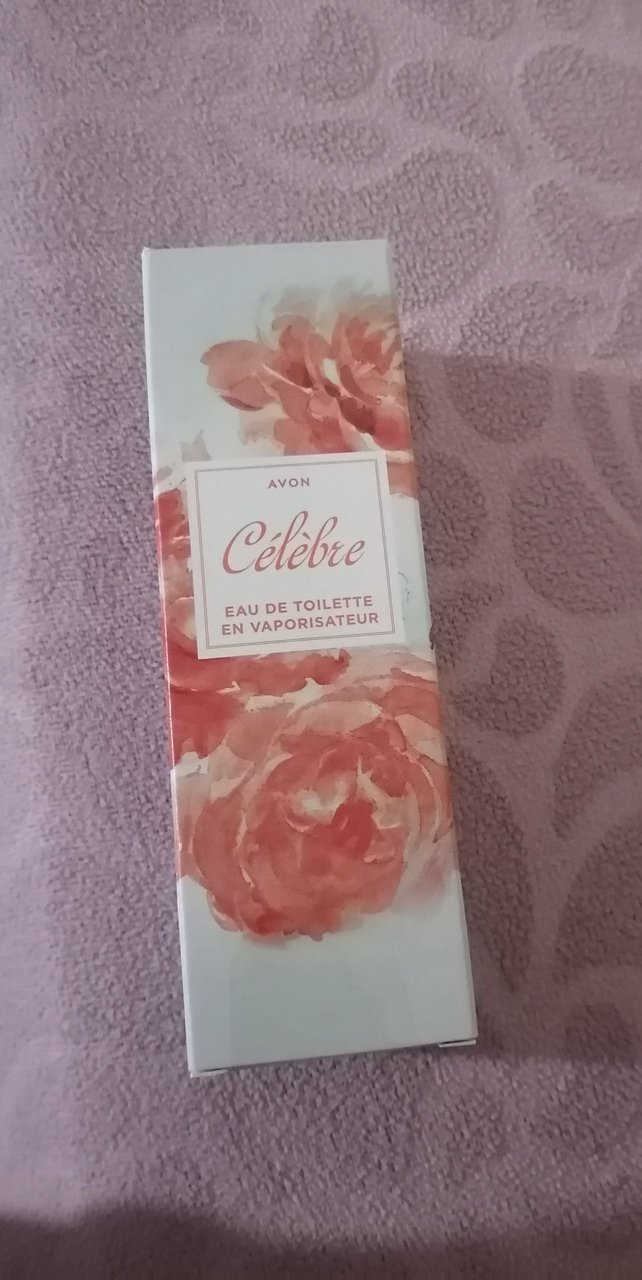 AVON
Célèbre
EAU DE TOILETTE
EN VAPORISATEUR